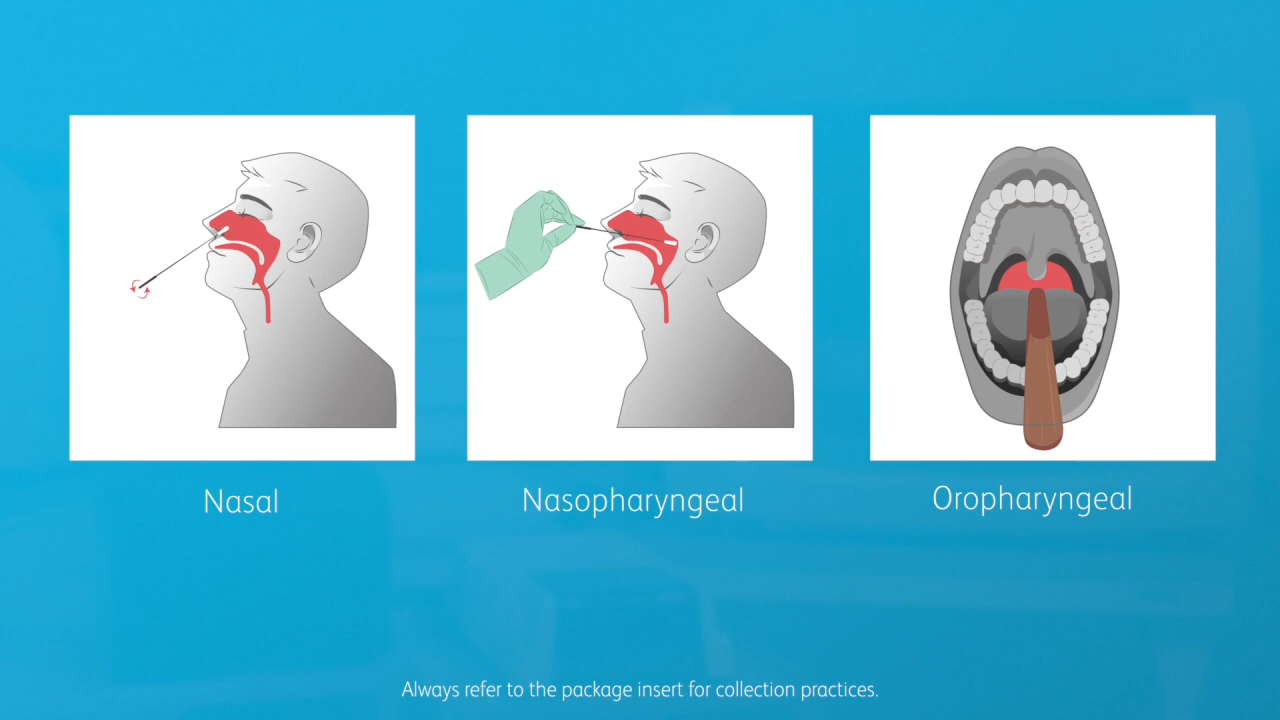 Nasal
Nasopharyngeal
Oropharyngeal
Always refer to the package insert for collection practices.